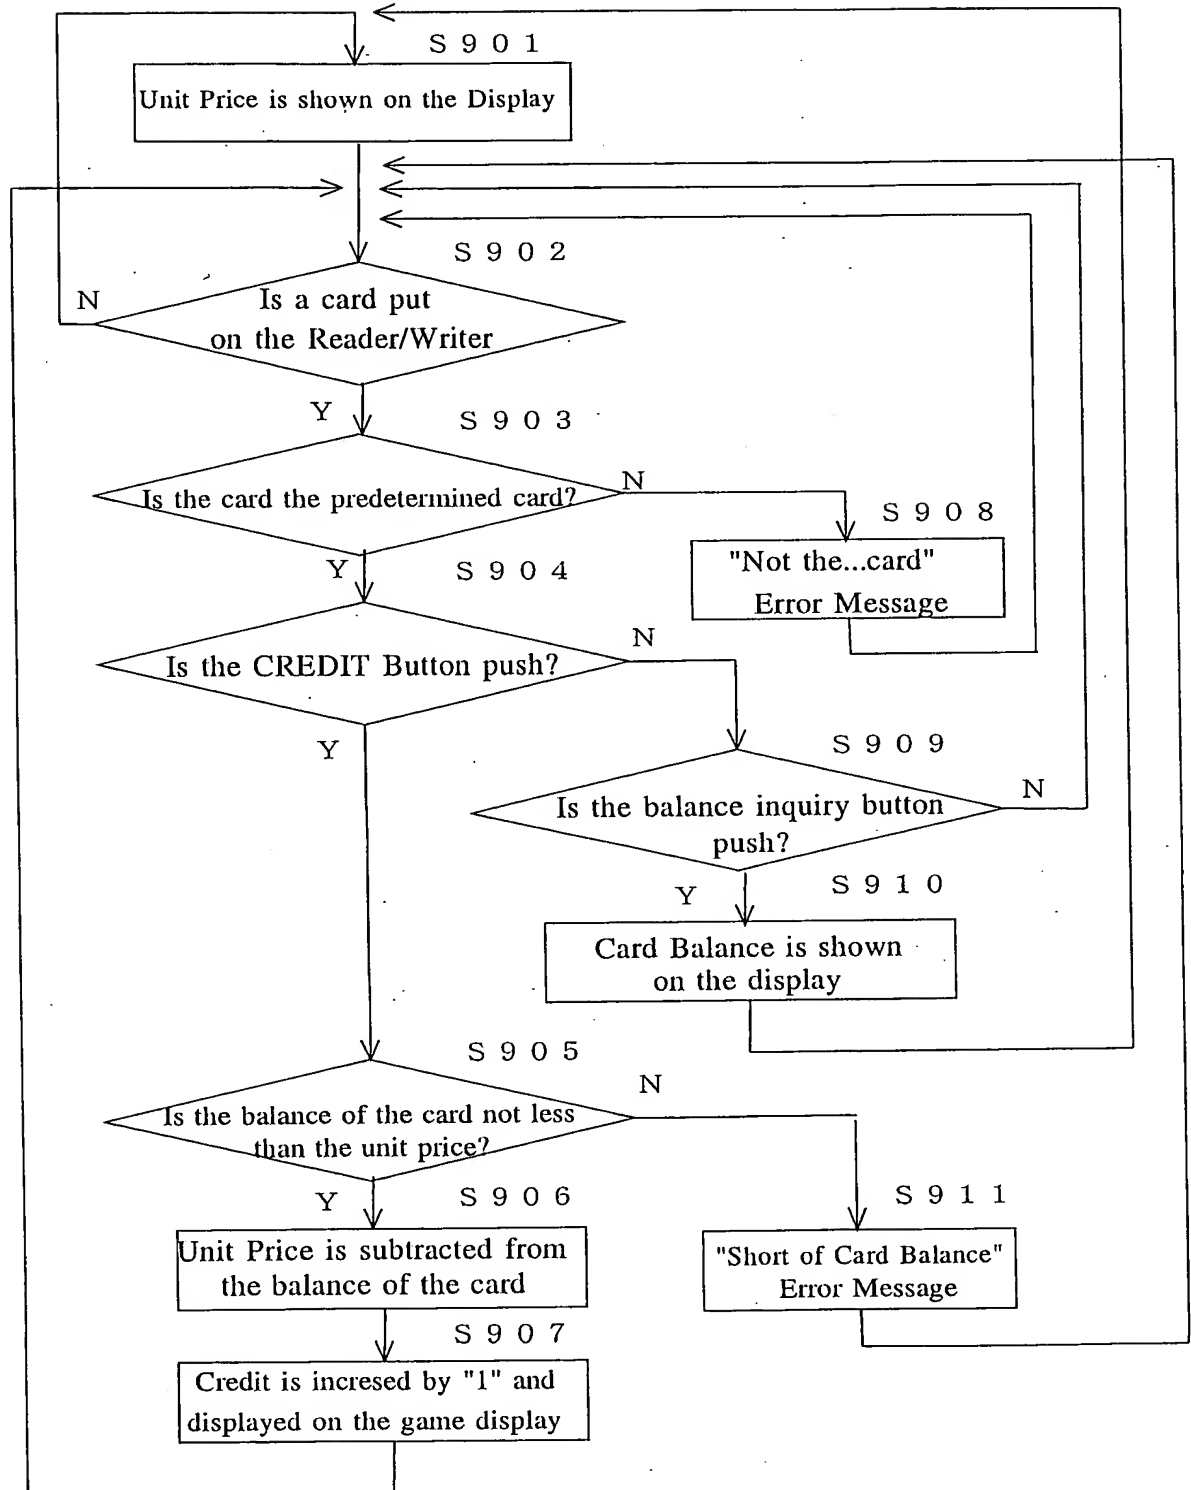 S901
Unit Price is shown on the Display
S902
N
Is a card put
on the Reader/Writer
Y
S903
Is the card the predetermined card?
N
S908
"Not the...card"
Error Message
Y
S904
Is the CREDIT Button push?
N
Y
S909
Is the balance inquiry button
push?
N
Y
S910
Card Balance is shown
on the display
S905
Is the balance of the card not less
than the unit price?
N
S911
"Short of Card Balance"
Error Message
Y
S906
Unit Price is subtracted from
the balance of the card
S907
Credit is incresed by "1" and
displayed on the game display